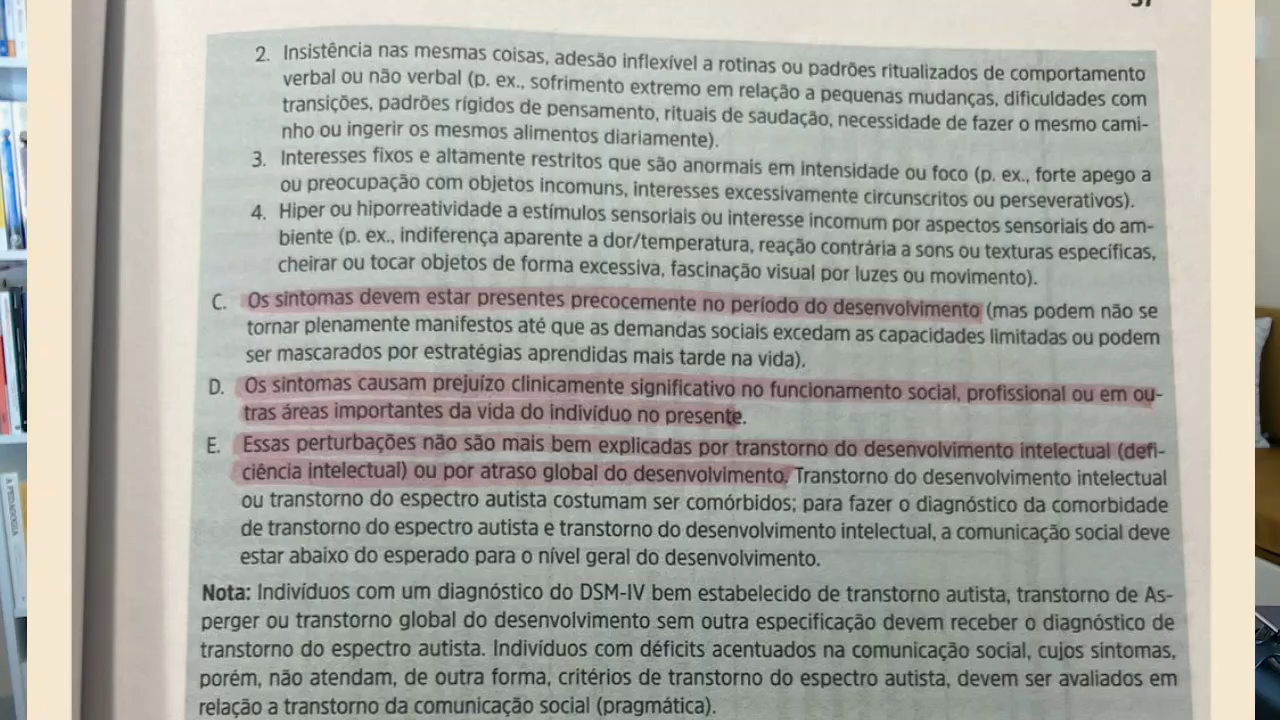 37
2. Insistência nas mesmas coisas, adesão inflexível a rotinas ou padrões ritualizados de comportamento
verbal ou não verbal (p. ex., sofrimento extremo em relação a pequenas mudanças, dificuldades com
transições, padrões rígidos de pensamento, rituais de saudação, necessidade de fazer o mesmo cami-
nho ou ingerir os mesmos alimentos diariamente).
3. Interesses fixos e altamente restritos que são anormais em intensidade ou foco (p. ex., forte apego a
ou preocupação com objetos incomuns, interesses excessivamente circunscritos ou perseverativos).
4. Hiper ou hiporreatividade a estímulos sensoriais ou interesse incomum por aspectos sensoriais do am-
biente (p. ex., indiferença aparente a dor/temperatura, reação contrária a sons ou texturas específicas,
cheirar ou tocar objetos de forma excessiva, fascinação visual por luzes ou movimento).
C. Os sintomas devem estar presentes precocemente no período do desenvolvimento (mas podem não se
tornar plenamente manifestos até que as demandas sociais excedam as capacidades limitadas ou podem
ser mascarados por estratégias aprendidas mais tarde na vida).
D. Os sintomas causam prejuízo clinicamente significativo no funcionamento social, profissional ou em ou-
tras áreas importantes da vida do indivíduo no presente.
E. Essas perturbações não são mais bem explicadas por transtorno do desenvolvimento intelectual (defi-
ciência intelectual) ou por atraso global do desenvolvimento. Transtorno do desenvolvimento intelectual
ou transtorno do espectro autista costumam ser comórbidos; para fazer o diagnóstico da comorbidade
de transtorno do espectro autista e transtorno do desenvolvimento intelectual, a comunicação social deve
estar abaixo do esperado para o nível geral do desenvolvimento.
Nota: Indivíduos com um diagnóstico do DSM-IV bem estabelecido de transtorno autista, transtorno de As-
perger ou transtorno global do desenvolvimento sem outra especificação devem receber o diagnóstico de
transtorno do espectro autista. Indivíduos com déficits acentuados na comunicação social, cujos sintomas,
porém, não atendam, de outra forma, critérios de transtorno do espectro autista, devem ser avaliados em
relação a transtorno da comunicação social (pragmática).